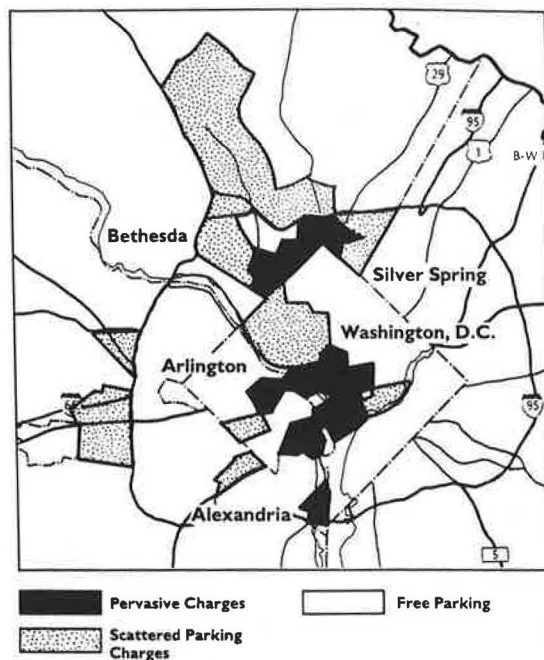 29
95
1
B-W
Bethesda
Silver Spring
Washington, D.C.
Arlington
66
95
Alexandria
5
Pervasive Charges
Free Parking
Scattered Parking
Charges